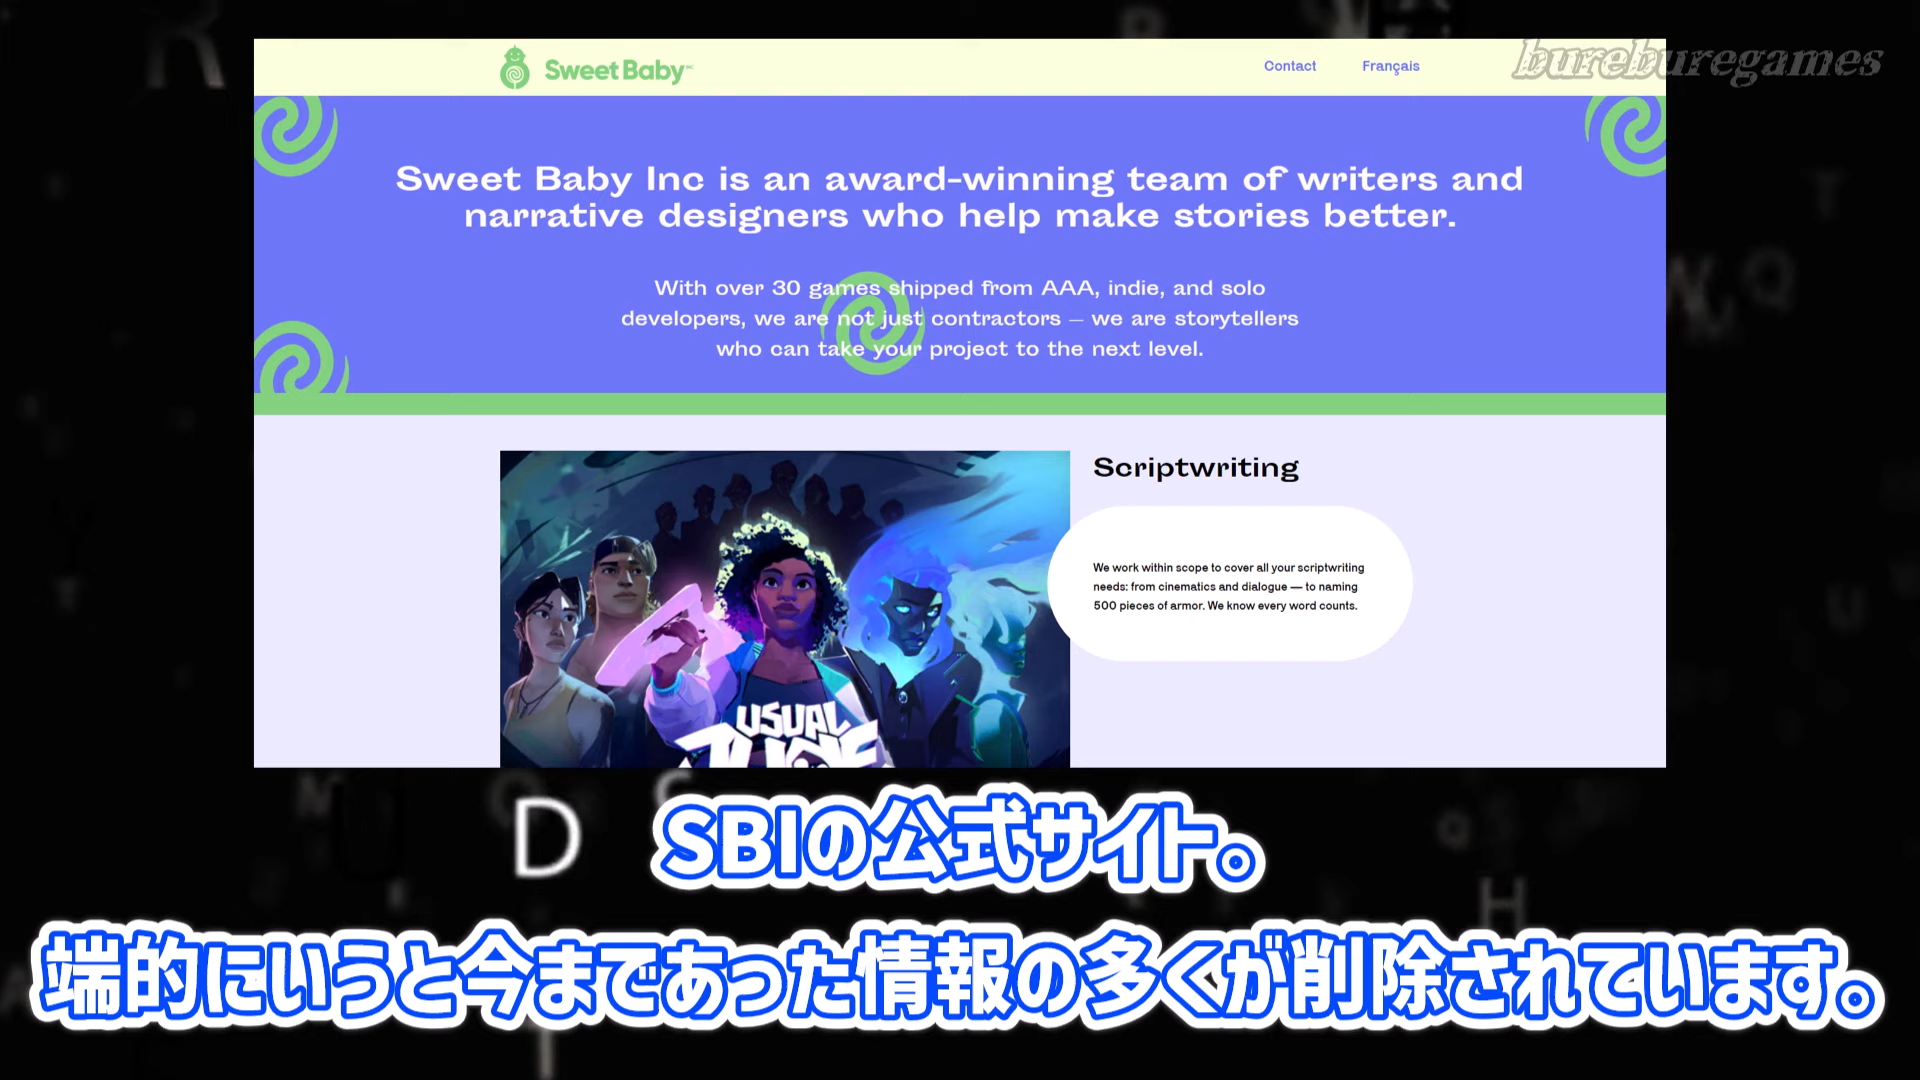 Sweet Baby INC
Contact
Français
bureburegames
Sweet Baby Inc is an award-winning team of writers and
narrative designers who help make stories better.
With over 30 games shipped from AAA, indie, and solo
developers, we are not just contractors — we are storytellers
who can take your project to the next level.
Scriptwriting
We work within scope to cover all your scriptwriting
needs: from cinematics and dialogue — to naming
500 pieces of armor. We know every word counts.
USUAL
D
H
SBIの公式サイト。
端的にいうと今まであった情報の多くが削除されています。